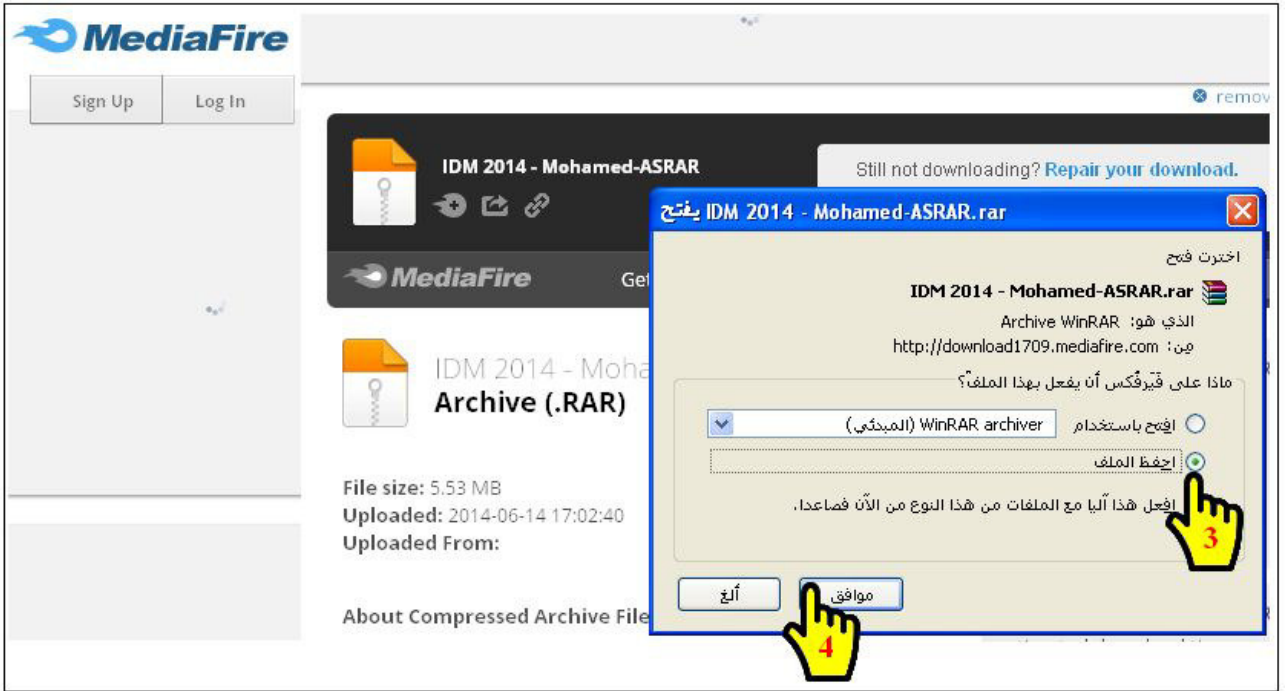 MediaFire
Sign Up Log In
remov
IDM 2014 - Mohamed-ASRAR
Still not downloading? Repair your download.
MediaFire Get
IDM 2014 - Moha
Archive (.RAR)
File size: 5.53 MB
Uploaded: 2014-06-14 17:02:40
Uploaded From:
About Compressed Archive File
يفتح IDM 2014 - Mohamed-ASRAR.rar
اخترت فتح
IDM 2014 - Mohamed-ASRAR.rar
الذي هو: Archive WinRAR
من: http://download1709.mediafire.com
ماذا على فَيَرفُكس أن يفعل بهذا الملف؟
افتح باستخدام WinRAR archiver (المبدئي)
احفظ الملف
افعل هذا آليا مع الملفات من هذا النوع من الآن فصاعدا.
3
موافق ألغ
4